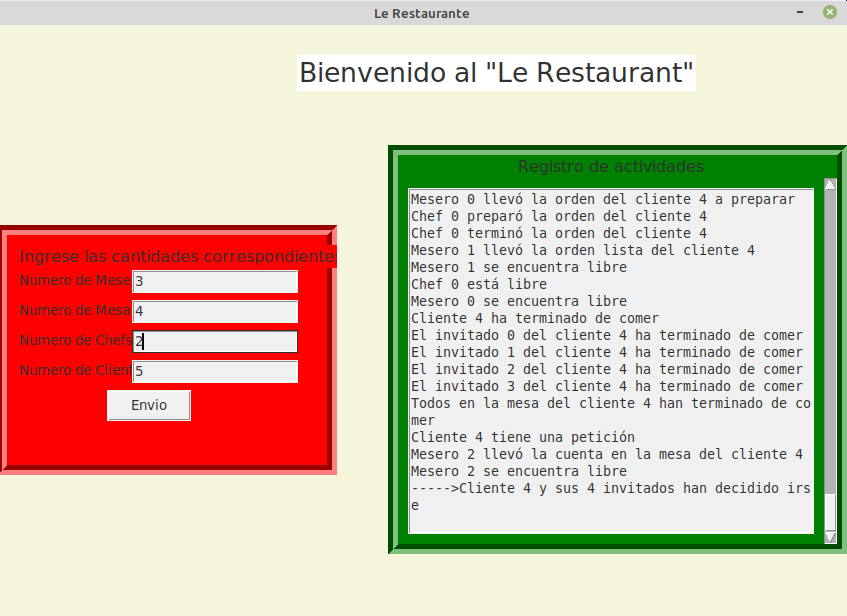 Le Restaurante
Bienvenido al "Le Restaurant"
Ingrese las cantidades correspondiente
Numero de Mese 3
Numero de Mesa 4
Numero de Chefs 2
Numero de Client 5
Envio
Registro de actividades
Mesero 0 llevó la orden del cliente 4 a preparar
Chef 0 preparó la orden del cliente 4
Chef 0 terminó la orden del cliente 4
Mesero 1 llevó la orden lista del cliente 4
Mesero 1 se encuentra libre
Chef 0 está libre
Mesero 0 se encuentra libre
Cliente 4 ha terminado de comer
El invitado 0 del cliente 4 ha terminado de comer
El invitado 1 del cliente 4 ha terminado de comer
El invitado 2 del cliente 4 ha terminado de comer
El invitado 3 del cliente 4 ha terminado de comer
Todos en la mesa del cliente 4 han terminado de co
mer
Cliente 4 tiene una petición
Mesero 2 llevó la cuenta en la mesa del cliente 4
Mesero 2 se encuentra libre
----->Cliente 4 y sus 4 invitados han decidido irs
e